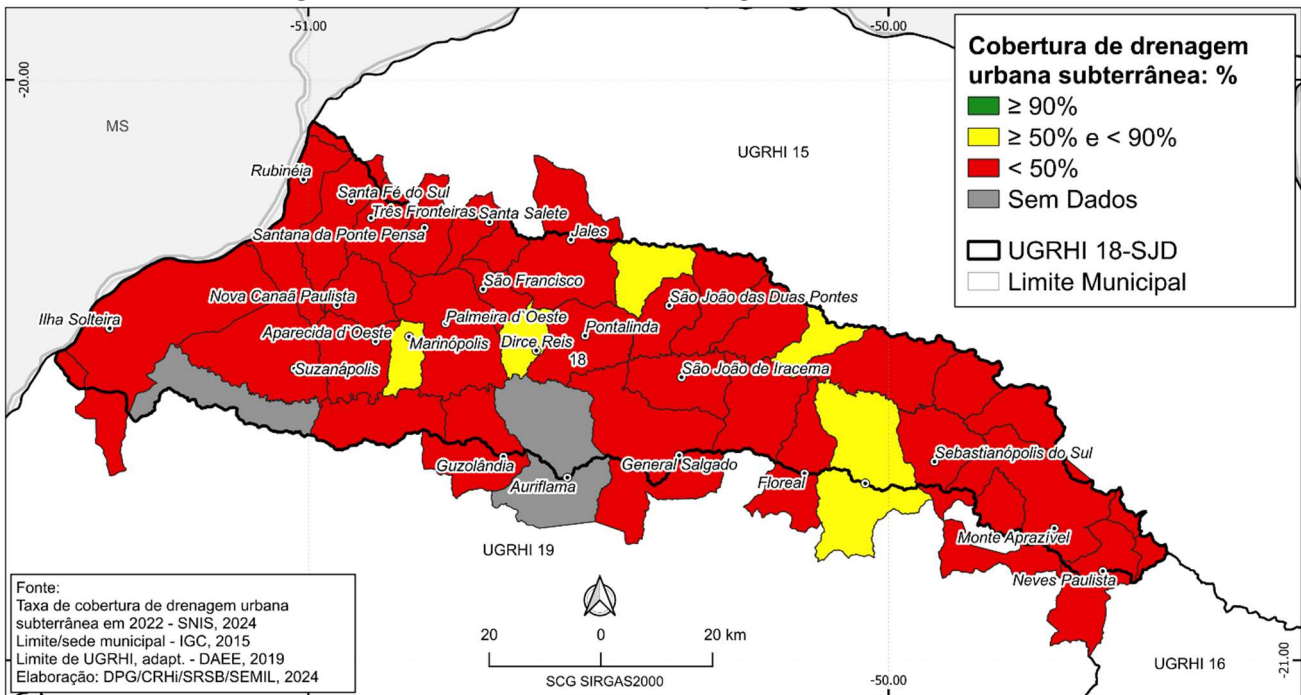 -51.00
-50.00
-20.00
MS
Cobertura de drenagem
urbana subterrânea: %
≥ 90%
≥ 50% e < 90%
< 50%
Sem Dados
UGRHI 18-SJD
Limite Municipal
UGRHI 15
Rubinéia
Santa Fé do Sul
Três Fronteiras
Santa Salete
Santana da Ponte Pensa
Jales
São Francisco
Nova Canaã Paulista
São João das Duas Pontes
Ilha Solteira
Palmeira d`Oeste
Aparecida d`Oeste
Marinópolis
Dirce Reis
Pontalinda
18
Suzanápolis
São João de Iracema
Guzolândia
General Salgado
Sebastianópolis do Sul
Auriflama
Floreal
Monte Aprazível
UGRHI 19
Neves Paulista
Fonte:
Taxa de cobertura de drenagem urbana
subterrânea em 2022 - SNIS, 2024
Limite/sede municipal - IGC, 2015
Limite de UGRHI, adapt. - DAEE, 2019
Elaboração: DPG/CRHi/SRSB/SEMIL, 2024
20 0 20 km
SCG SIRGAS2000
UGRHI 16
-21.00
-50.00